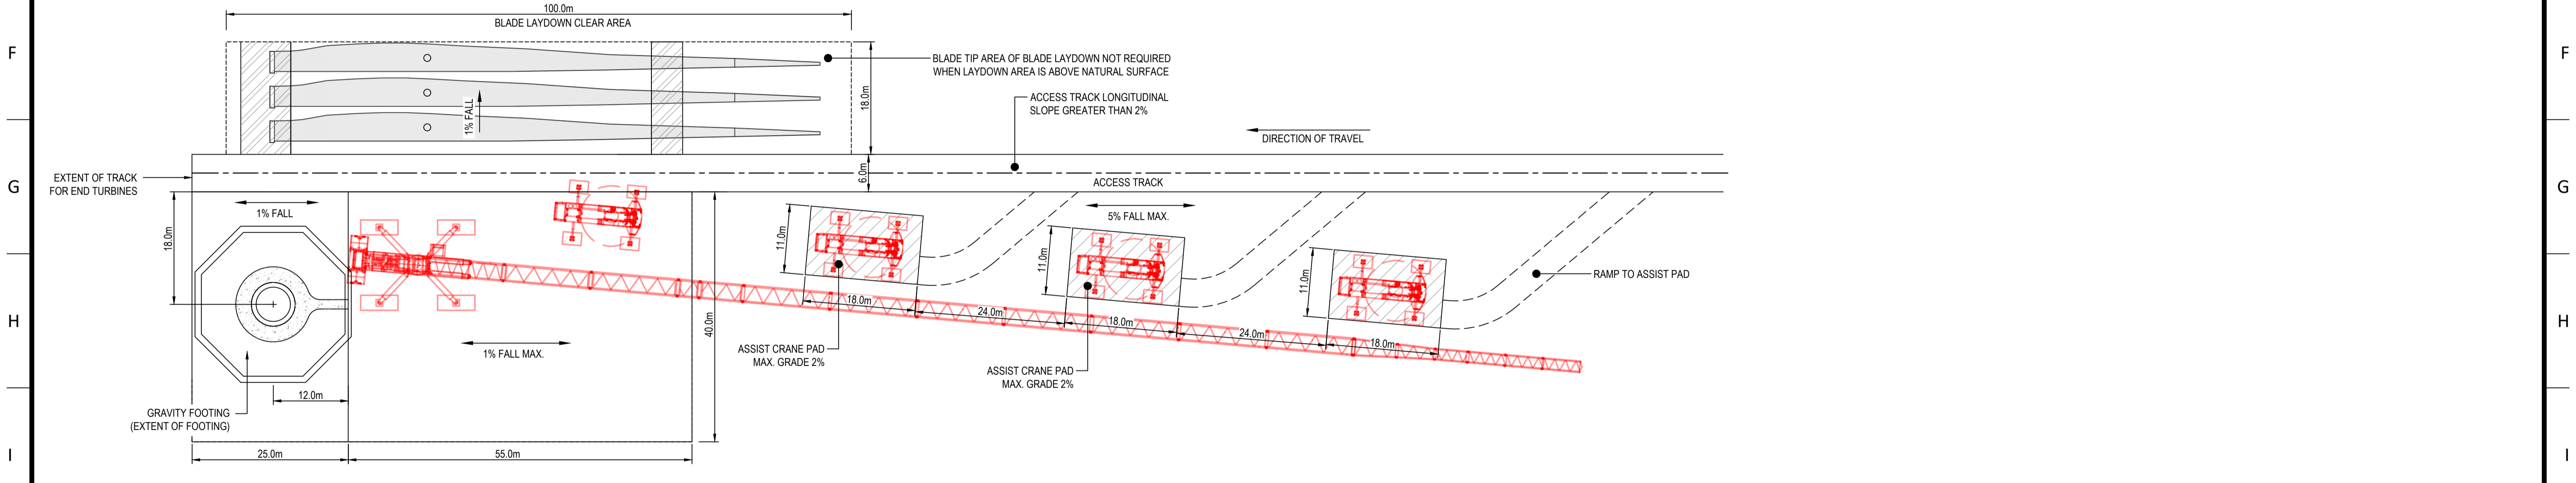 100.0m
BLADE LAYDOWN CLEAR AREA
F
F
BLADE TIP AREA OF BLADE LAYDOWN NOT REQUIRED
WHEN LAYDOWN AREA IS ABOVE NATURAL SURFACE
18.0m
1% FALL
ACCESS TRACK LONGITUDINAL
SLOPE GREATER THAN 2%
DIRECTION OF TRAVEL
EXTENT OF TRACK
FOR END TURBINES
G
G
6.0m
ACCESS TRACK
1% FALL
5% FALL MAX.
18.0m
11.0m
11.0m
11.0m
RAMP TO ASSIST PAD
18.0m
24.0m
18.0m
24.0m
18.0m
H
H
40.0m
1% FALL MAX.
ASSIST CRANE PAD
MAX. GRADE 2%
ASSIST CRANE PAD
MAX. GRADE 2%
12.0m
GRAVITY FOOTING
(EXTENT OF FOOTING)
25.0m
55.0m
I
I